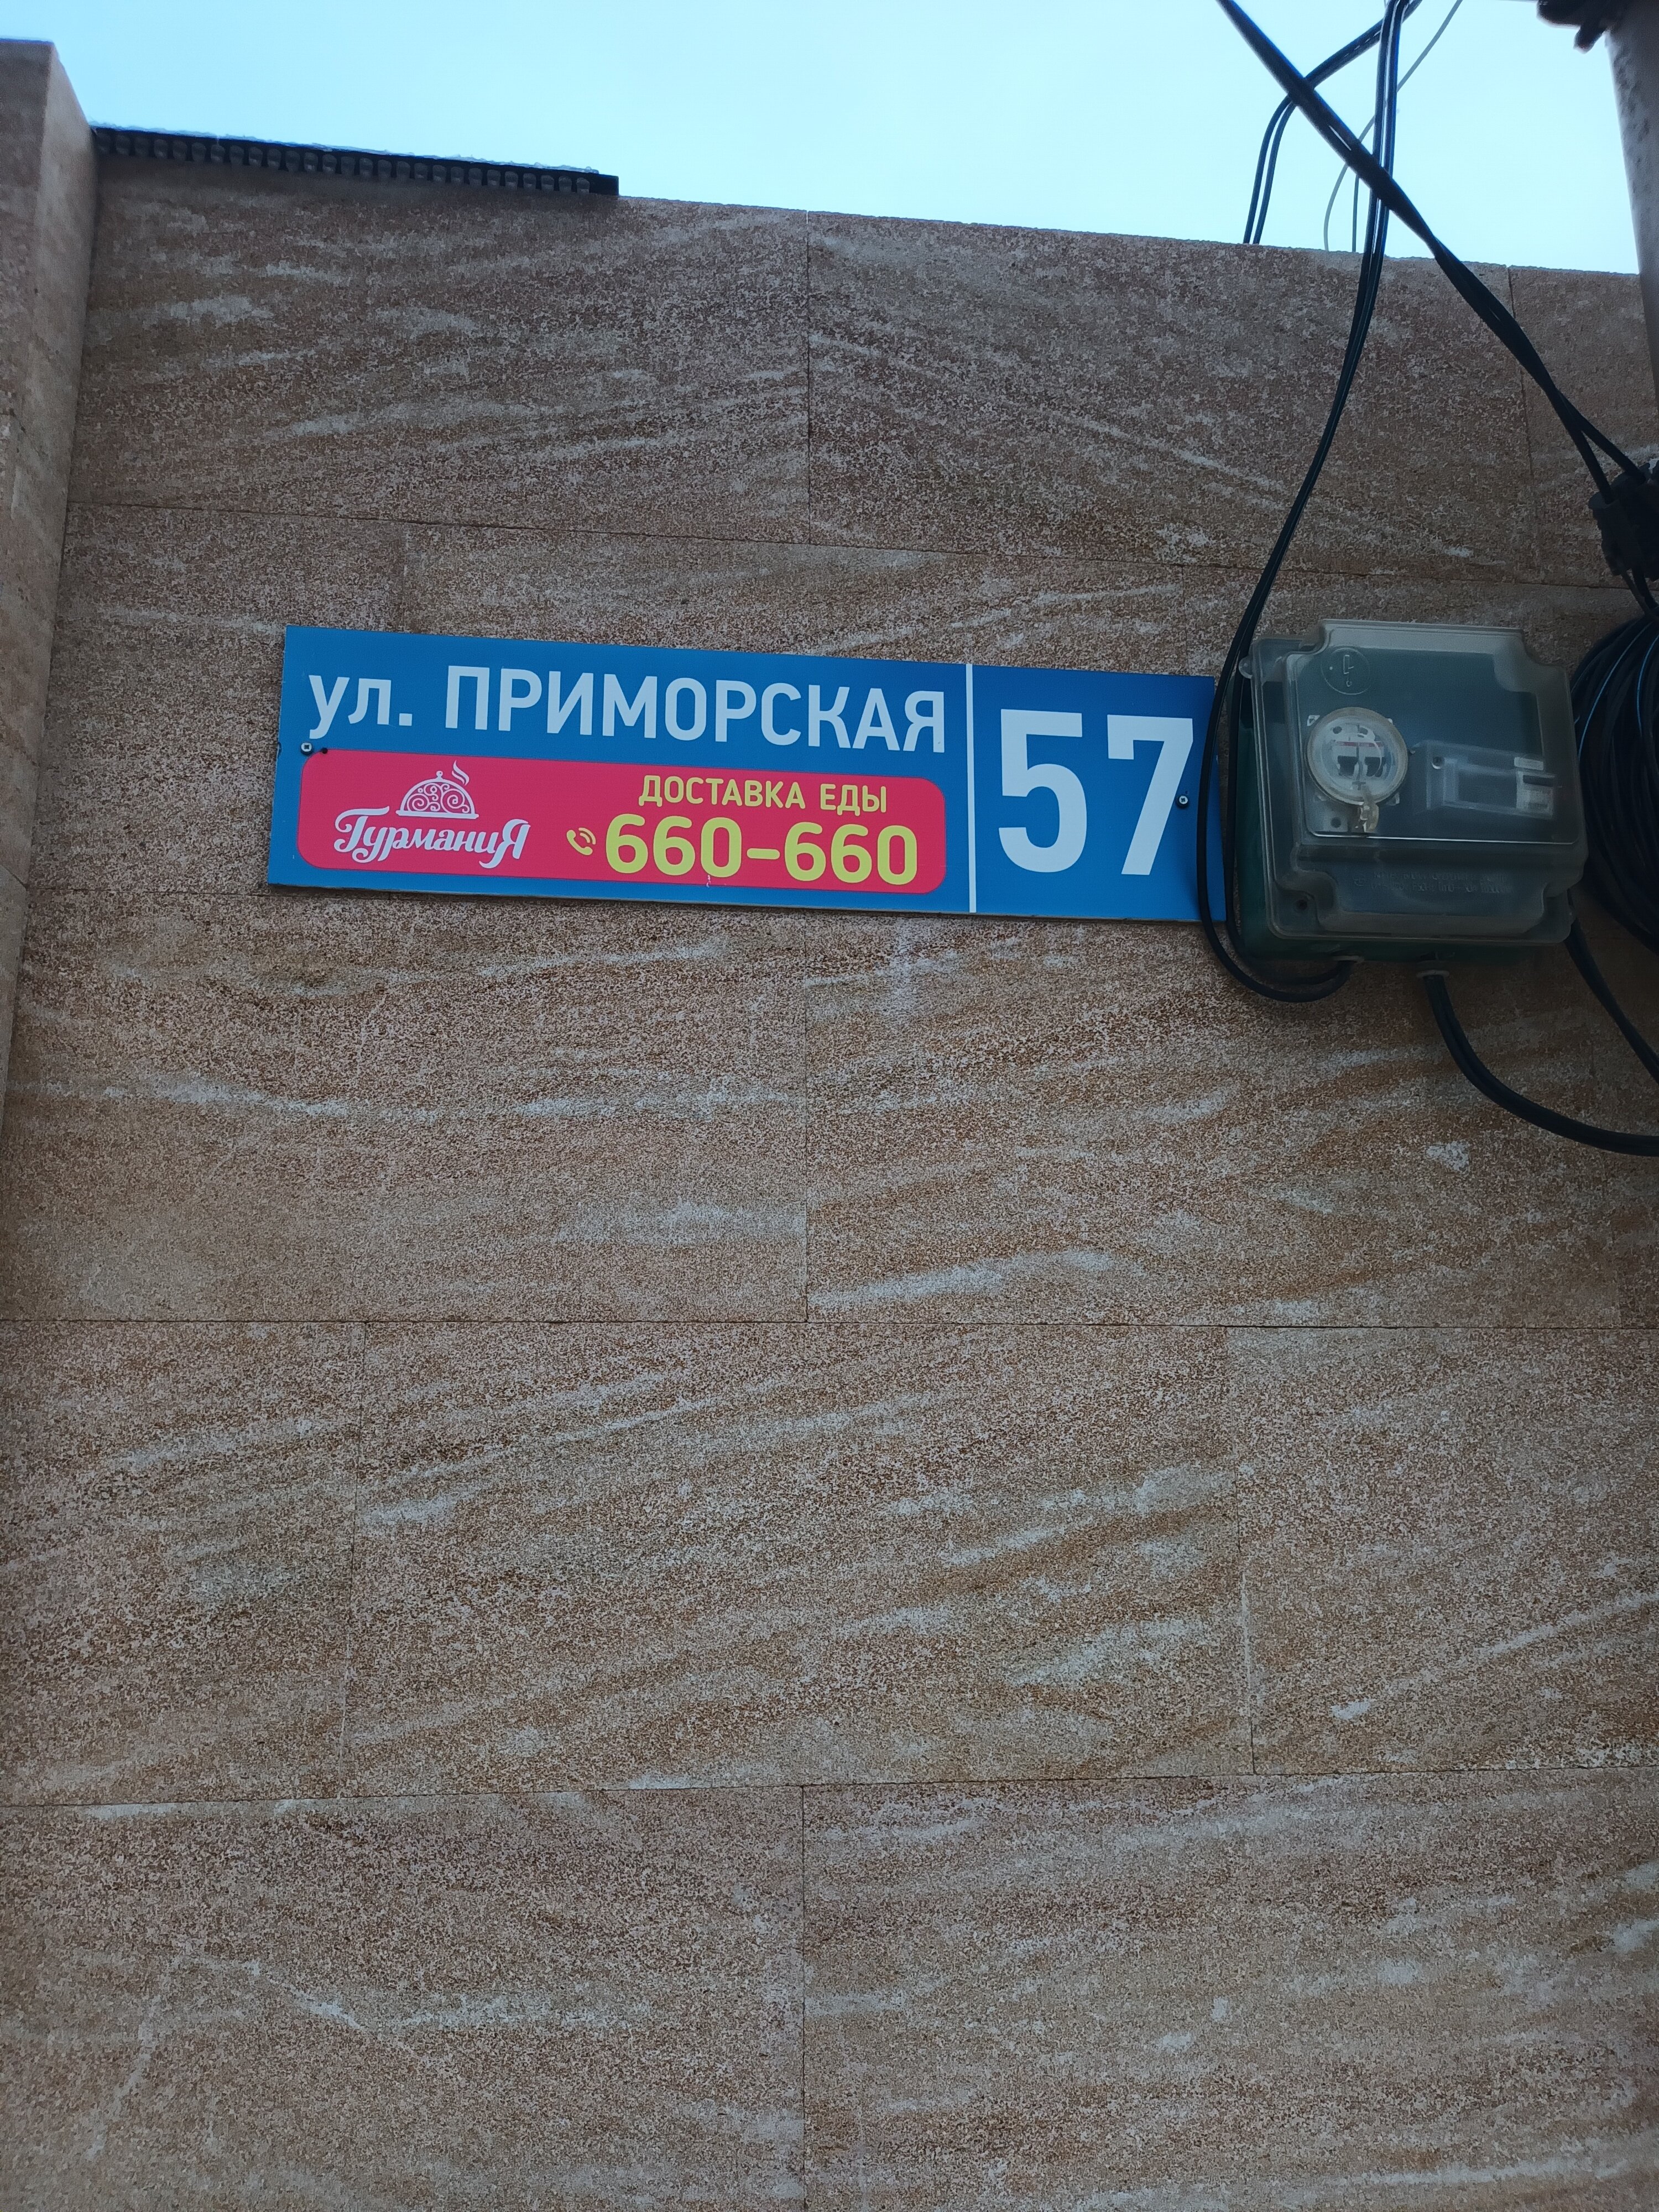 ул. ПРИМОРСКАЯ
57
ГурманиЯ
ДОСТАВКА ЕДЫ
660-660